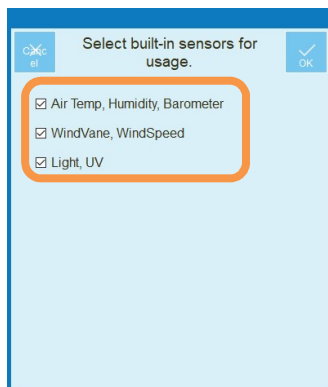 Cancel
Select built-in sensors for
usage.
OK
Air Temp, Humidity, Barometer
WindVane, WindSpeed
Light, UV